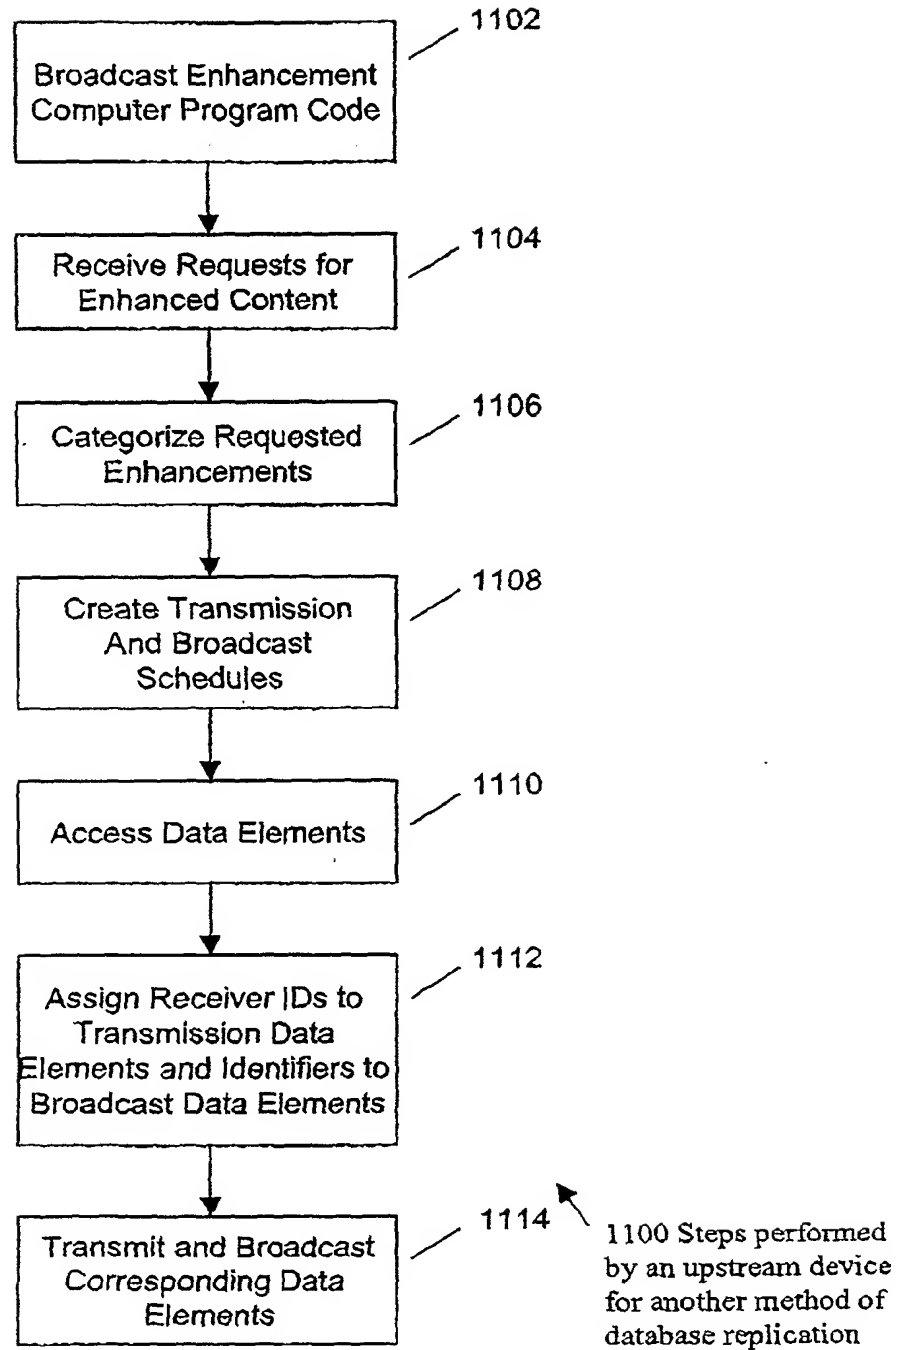 1102
Broadcast Enhancement
Computer Program Code
1104
Receive Requests for
Enhanced Content
1106
Categorize Requested
Enhancements
1108
Create Transmission
And Broadcast
Schedules
1110
Access Data Elements
1112
Assign Receiver IDs to
Transmission Data
Elements and Identifiers to
Broadcast Data Elements
1114
Transmit and Broadcast
Corresponding Data
Elements
1100 Steps performed
by an upstream device
for another method of
database replication